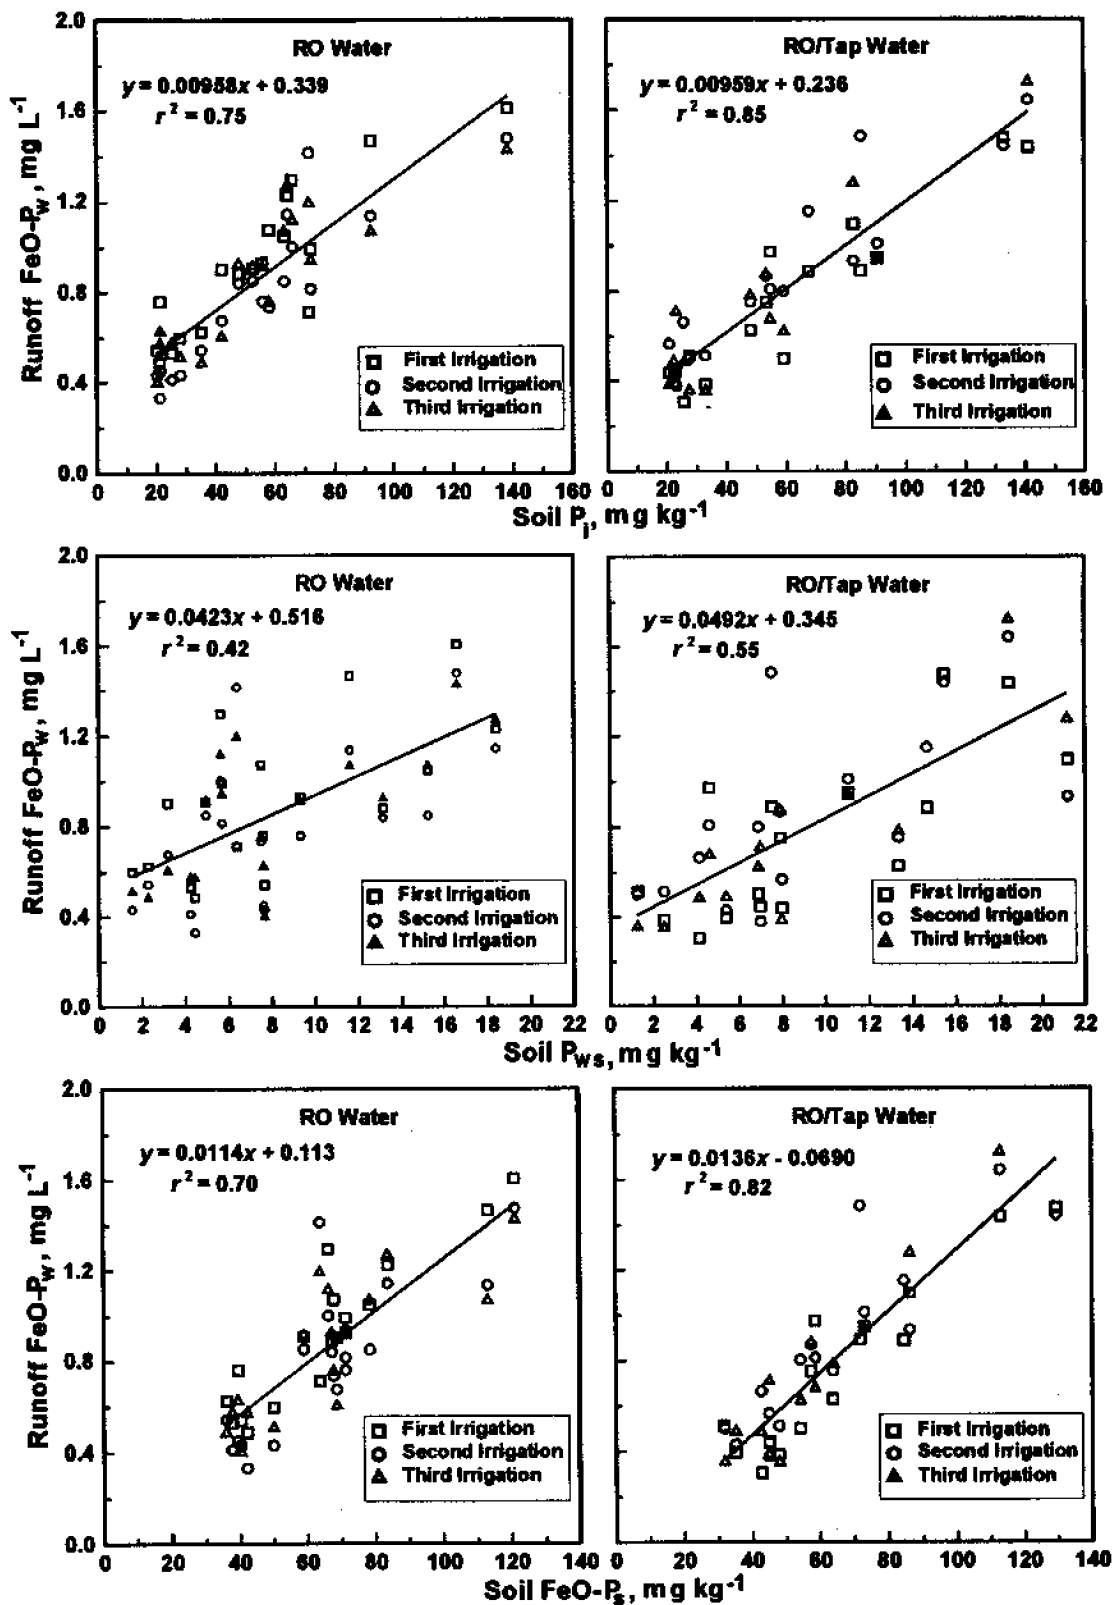 RO Water
RO/Tap Water
y = 0.00958x + 0.339
r² = 0.75
y = 0.00959x + 0.236
r² = 0.85
Runoff FeO-Pw, mg L-1
2.0
1.6
1.2
0.8
0.4
0.0
First Irrigation
Second Irrigation
Third Irrigation
First Irrigation
Second Irrigation
Third Irrigation
0 20 40 60 80 100 120 140 160
0 20 40 60 80 100 120 140 160
Soil Pi, mg kg-1
RO Water
RO/Tap Water
y = 0.0423x + 0.516
r² = 0.42
y = 0.0492x + 0.345
r² = 0.55
Runoff FeO-Pw, mg L-1
2.0
1.6
1.2
0.8
0.4
0.0
First Irrigation
Second Irrigation
Third Irrigation
First Irrigation
Second Irrigation
Third Irrigation
0 2 4 6 8 10 12 14 16 18 20 22
0 2 4 6 8 10 12 14 16 18 20 22
Soil Pws, mg kg-1
RO Water
RO/Tap Water
y = 0.0114x + 0.113
r² = 0.70
y = 0.0136x - 0.0690
r² = 0.82
Runoff FeO-Pw, mg L-1
2.0
1.6
1.2
0.8
0.4
0.0
First Irrigation
Second Irrigation
Third Irrigation
First Irrigation
Second Irrigation
Third Irrigation
0 20 40 60 80 100 120 140
0 20 40 60 80 100 120 140
Soil FeO-Ps, mg kg-1